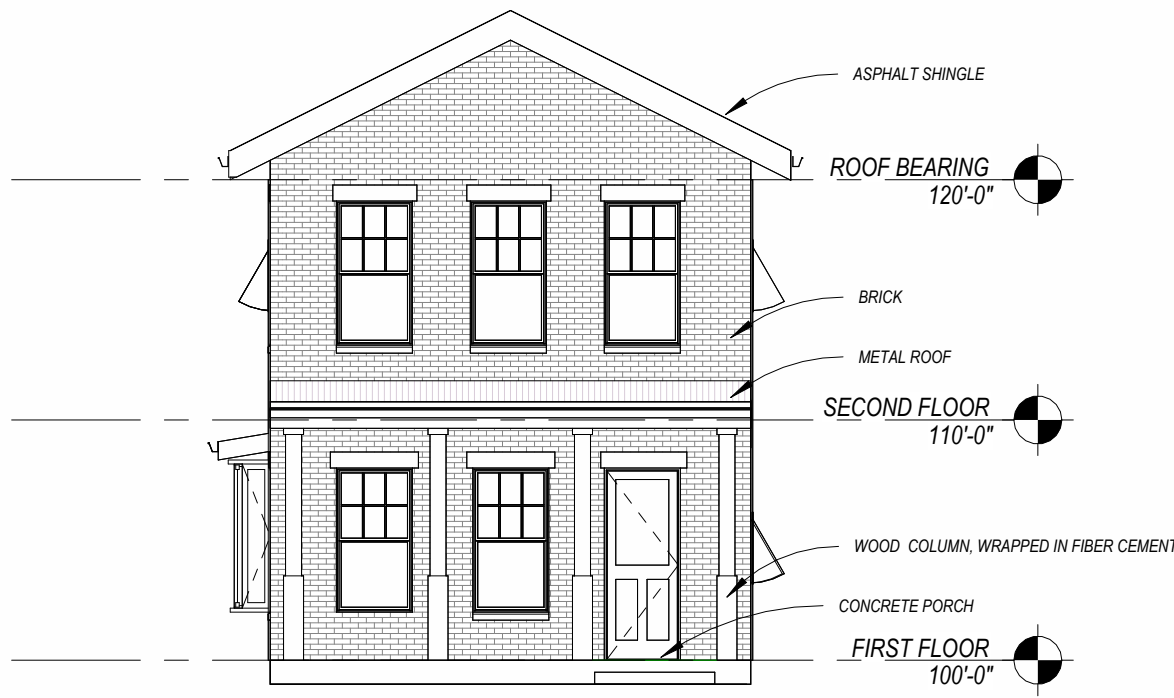 ASPHALT SHINGLE
ROOF BEARING
120'-0"
BRICK
METAL ROOF
SECOND FLOOR
110'-0"
WOOD COLUMN, WRAPPED IN FIBER CEMENT
CONCRETE PORCH
FIRST FLOOR
100'-0"